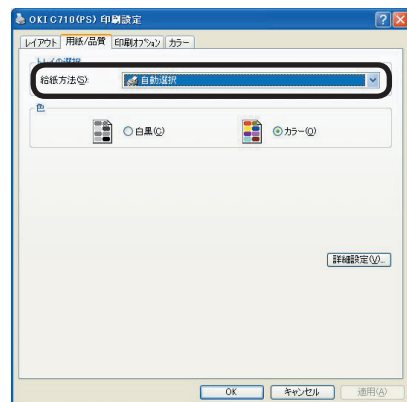 OKI C710(PS) 印刷設定
レイアウト 用紙/品質 印刷オプション カラー
トレイの選択
給紙方法(S): 自動選択
色
白黒(C) カラー(O)
詳細設定(V)...
OK キャンセル 適用(A)